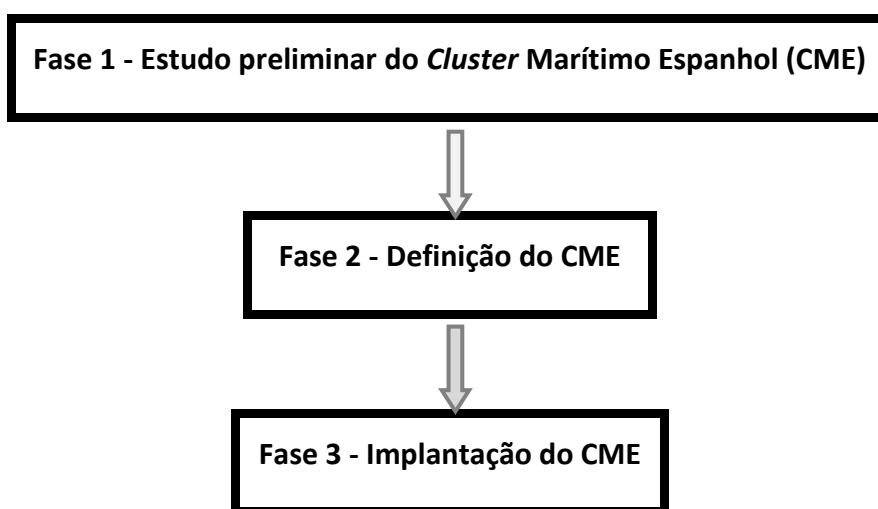 Fase 1 - Estudo preliminar do Cluster Marítimo Espanhol (CME)
Fase 2 - Definição do CME
Fase 3 - Implantação do CME